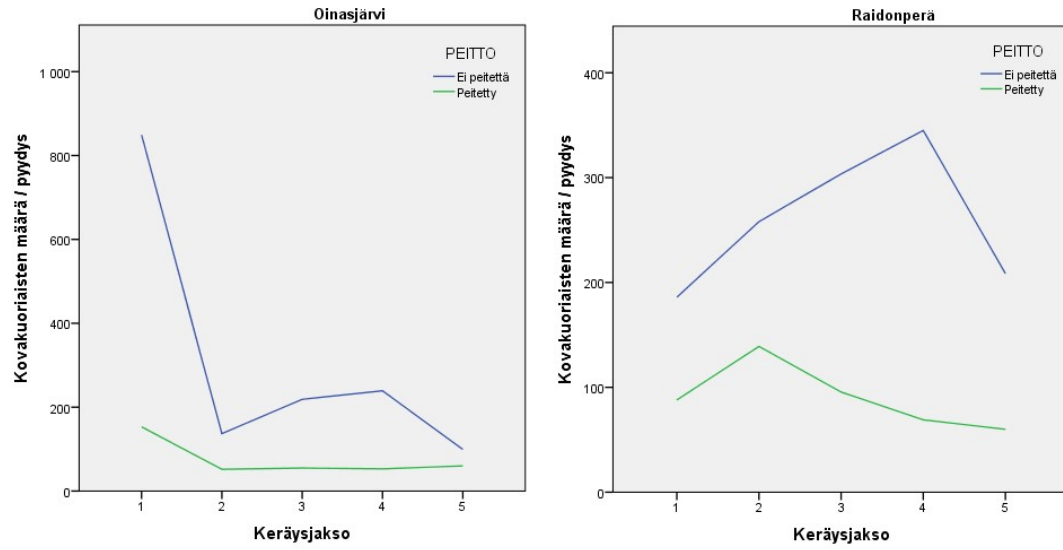 Oinasjärvi
Kovakuoriaisten määrä / pyydys
1 000
800
600
400
200
0
PEITTO
Ei peitettä
Peitetty
1 2 3 4 5
Keräysjakso
Raidonperä
Kovakuoriaisten määrä / pyydys
400
300
200
100
0
PEITTO
Ei peitettä
Peitetty
1 2 3 4 5
Keräysjakso